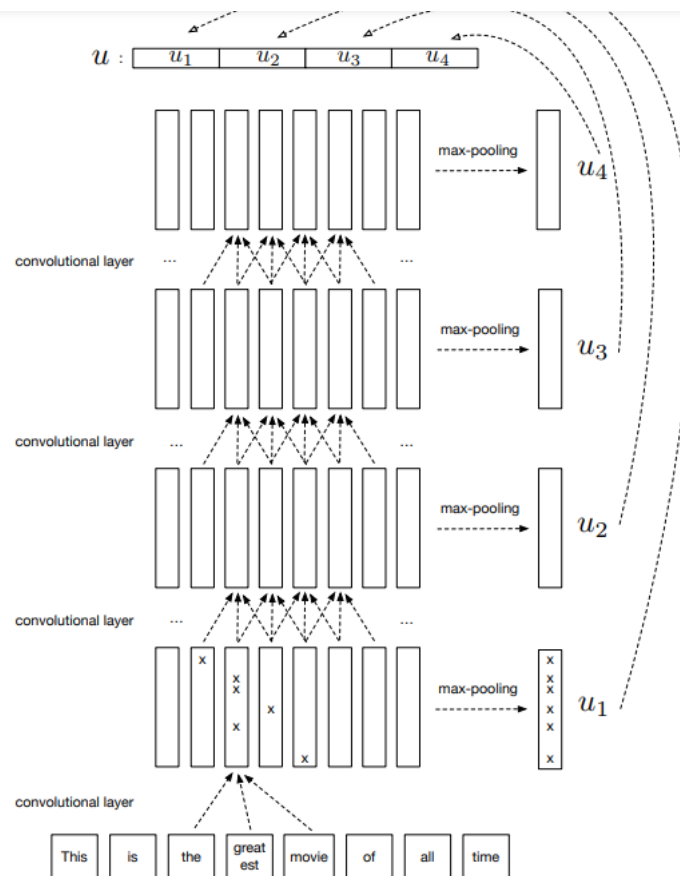 u : u₁ u₂ u₃ u₄
max-pooling
u₄
convolutional layer ... ...
max-pooling
u₃
convolutional layer ... ...
max-pooling
u₂
convolutional layer ... ...
x
x
x
x
x
x
max-pooling
x
x
x
x
x
x
u₁
convolutional layer
This is the great
est movie of all time